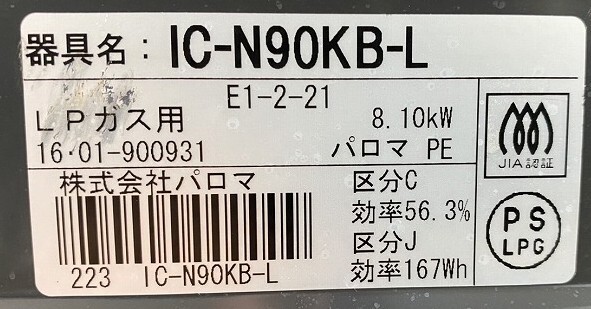 器具名：IC-N90KB-L
E1-2-21
LPガス用 8.10kW
16・01-900931 パロマ PE
JIA認証
株式会社パロマ 区分C
効率56.3%
区分J
223 IC-N90KB-L 効率167Wh
PS
LPG